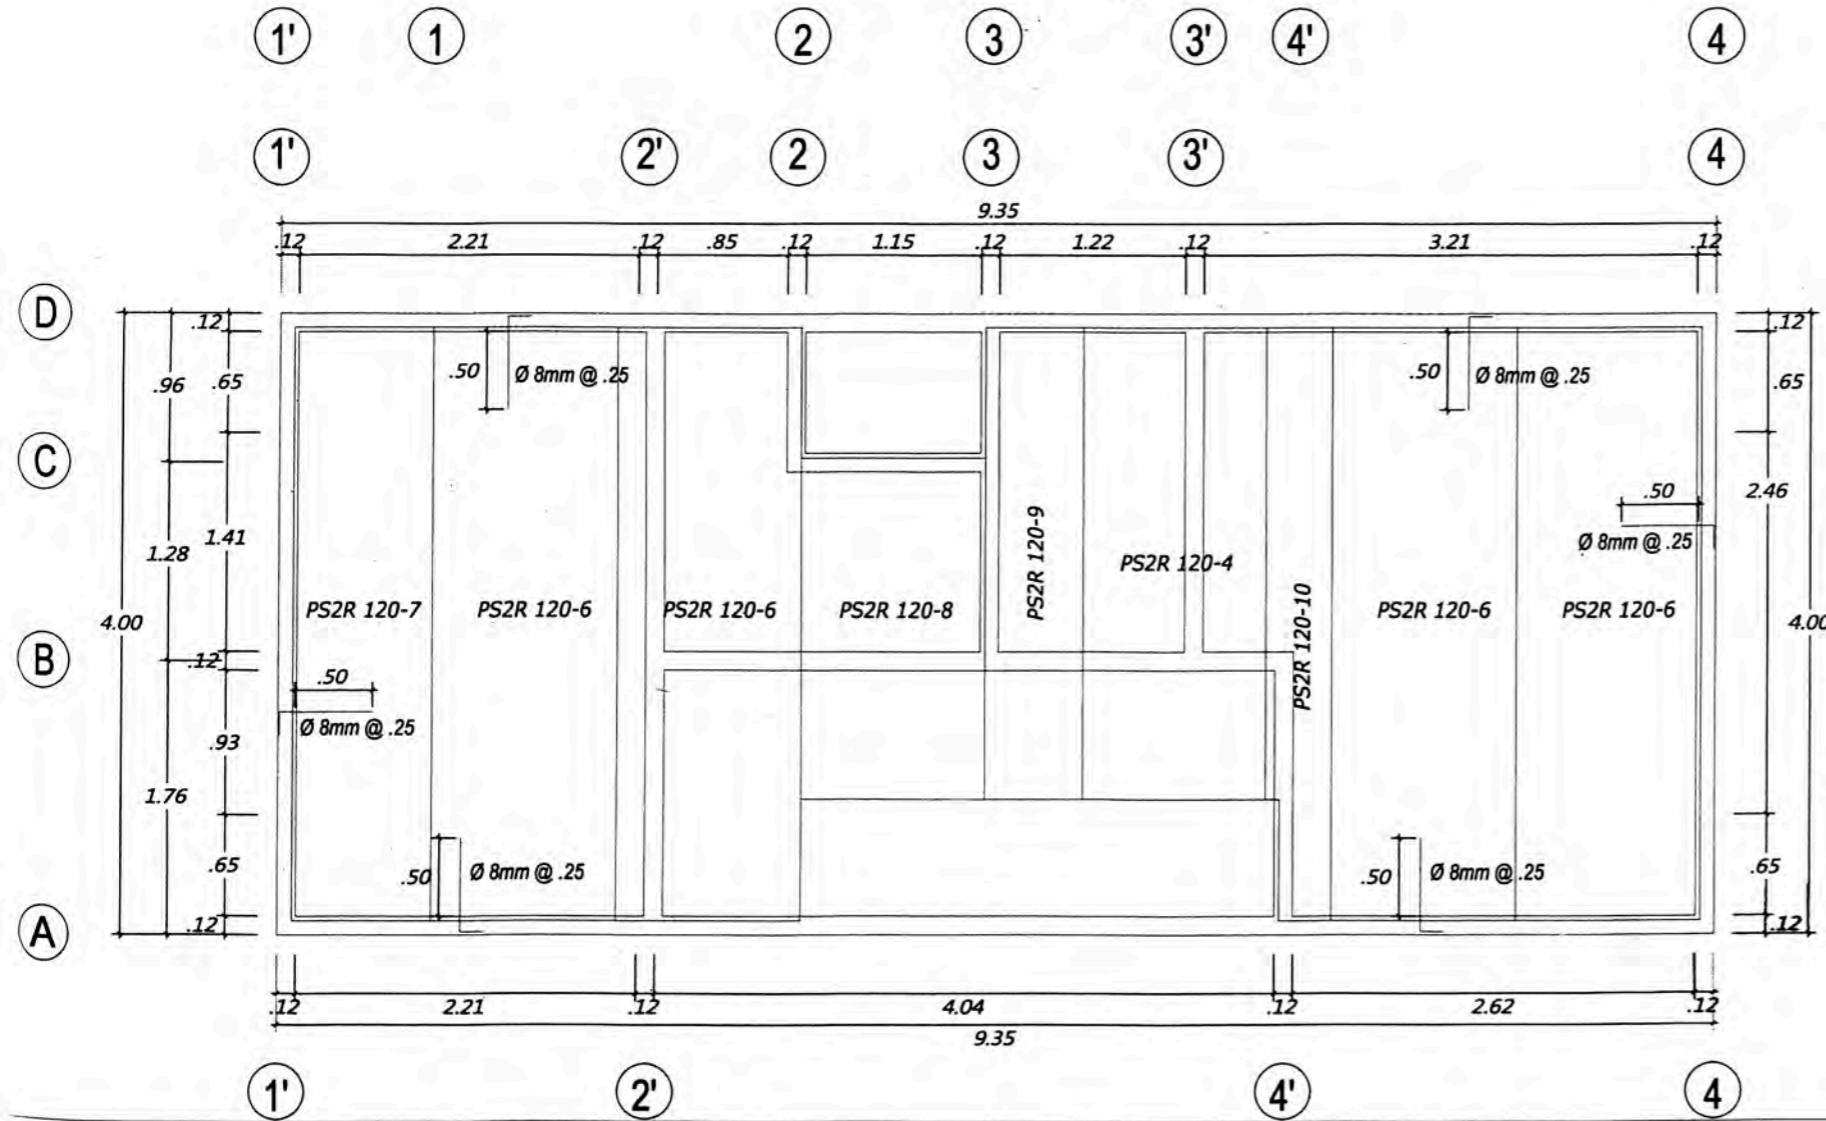 1' 1 2 3 3' 4' 4
1' 2' 2 3 3' 4
9.35
.12 2.21 .12 .85 .12 1.15 .12 1.22 .12 3.21 .12
D
.12 .12
.96 .65 .50 Ø 8mm @ .25 .50 Ø 8mm @ .25 .65
C
.50 2.46
1.28 1.41 PS2R 120-9 PS2R 120-4 Ø 8mm @ .25
4.00 PS2R 120-7 PS2R 120-6 PS2R 120-6 PS2R 120-8 PS2R 120-10 PS2R 120-6 PS2R 120-6 4.00
B
.12 .50
Ø 8mm @ .25
.93
1.76
.65 .50 Ø 8mm @ .25 .50 Ø 8mm @ .25 .65
A
.12 .12
.12 2.21 .12 4.04 .12 2.62 .12
9.35
1' 2' 4' 4